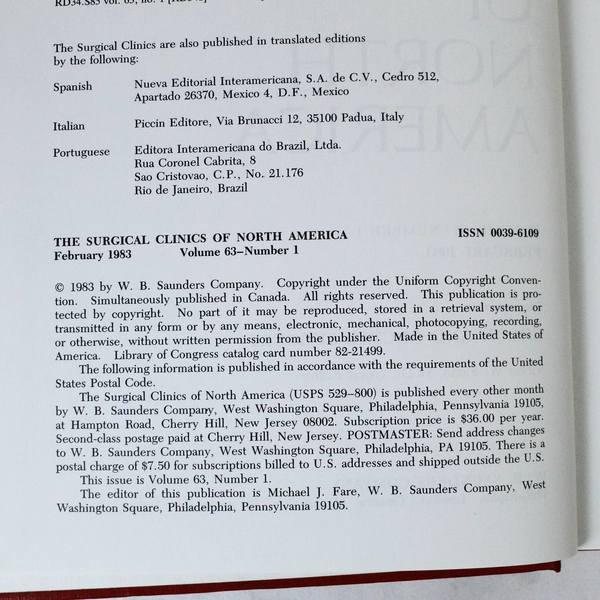 The Surgical Clinics are also published in translated editions
by the following:
Spanish Nueva Editorial Interamericana, S.A. de C.V., Cedro 512,
Apartado 26370, Mexico 4, D.F., Mexico
Italian Piccin Editore, Via Brunacci 12, 35100 Padua, Italy
Portuguese Editora Interamericana do Brazil, Ltda.
Rua Coronel Cabrita, 8
Sao Cristovao, C.P., No. 21.176
Rio de Janeiro, Brazil
THE SURGICAL CLINICS OF NORTH AMERICA ISSN 0039-6109
February 1983 Volume 63–Number 1
© 1983 by W. B. Saunders Company. Copyright under the Uniform Copyright Conven-
tion. Simultaneously published in Canada. All rights reserved. This publication is pro-
tected by copyright. No part of it may be reproduced, stored in a retrieval system, or
transmitted in any form or by any means, electronic, mechanical, photocopying, recording,
or otherwise, without written permission from the publisher. Made in the United States of
America. Library of Congress catalog card number 82-21499.
The following information is published in accordance with the requirements of the United
States Postal Code.
The Surgical Clinics of North America (USPS 529–800) is published every other month
by W. B. Saunders Company, West Washington Square, Philadelphia, Pennsylvania 19105,
at Hampton Road, Cherry Hill, New Jersey 08002. Subscription price is $36.00 per year.
Second-class postage paid at Cherry Hill, New Jersey. POSTMASTER: Send address changes
to W. B. Saunders Company, West Washington Square, Philadelphia, PA 19105. There is a
postal charge of $7.50 for subscriptions billed to U.S. addresses and shipped outside the U.S.
This issue is Volume 63, Number 1.
The editor of this publication is Michael J. Fare, W. B. Saunders Company, West
Washington Square, Philadelphia, Pennsylvania 19105.